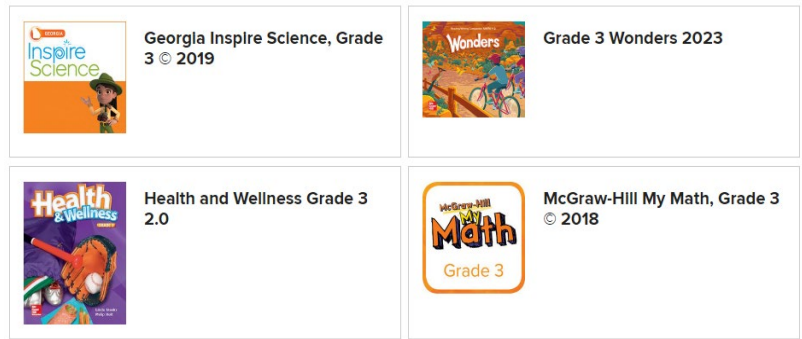 GEORGIA
Inspire
Science
Georgia Inspire Science, Grade
3 © 2019
Wonders
Grade 3 Wonders 2023
Health
& Wellness
Health and Wellness Grade 3
2.0
McGraw-Hill
My
Math
Grade 3
McGraw-Hill My Math, Grade 3
© 2018